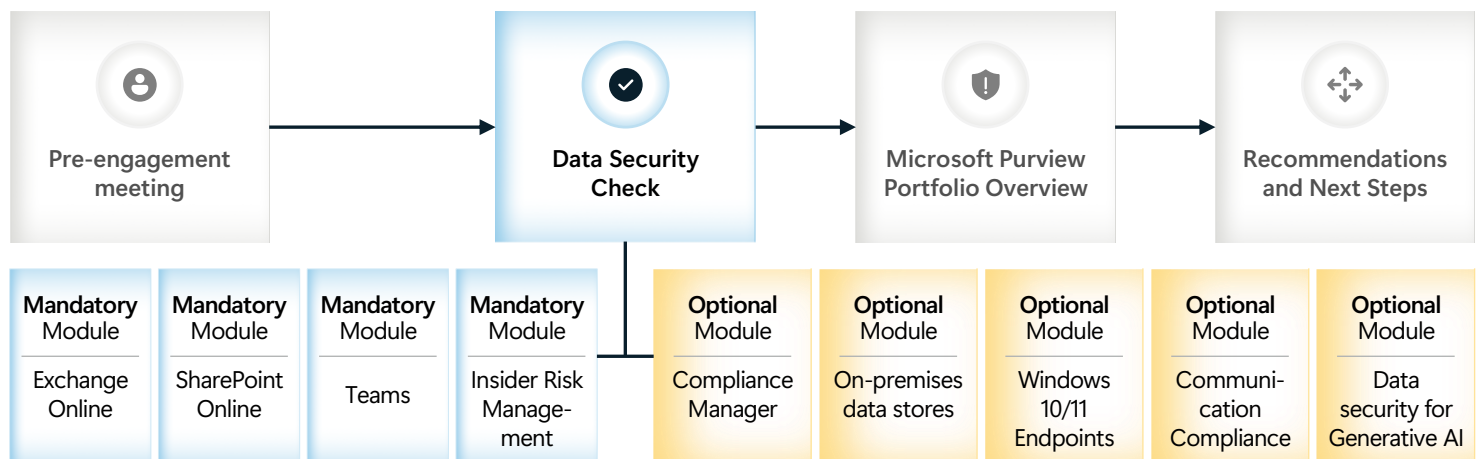 Pre-engagement
meeting
Data Security
Check
Microsoft Purview
Portfolio Overview
Recommendations
and Next Steps
Mandatory
Module
Exchange
Online
Mandatory
Module
SharePoint
Online
Mandatory
Module
Teams
Mandatory
Module
Insider Risk
Manage-
ment
Optional
Module
Compliance
Manager
Optional
Module
On-premises
data stores
Optional
Module
Windows
10/11
Endpoints
Optional
Module
Communi-
cation
Compliance
Optional
Module
Data
security for
Generative AI